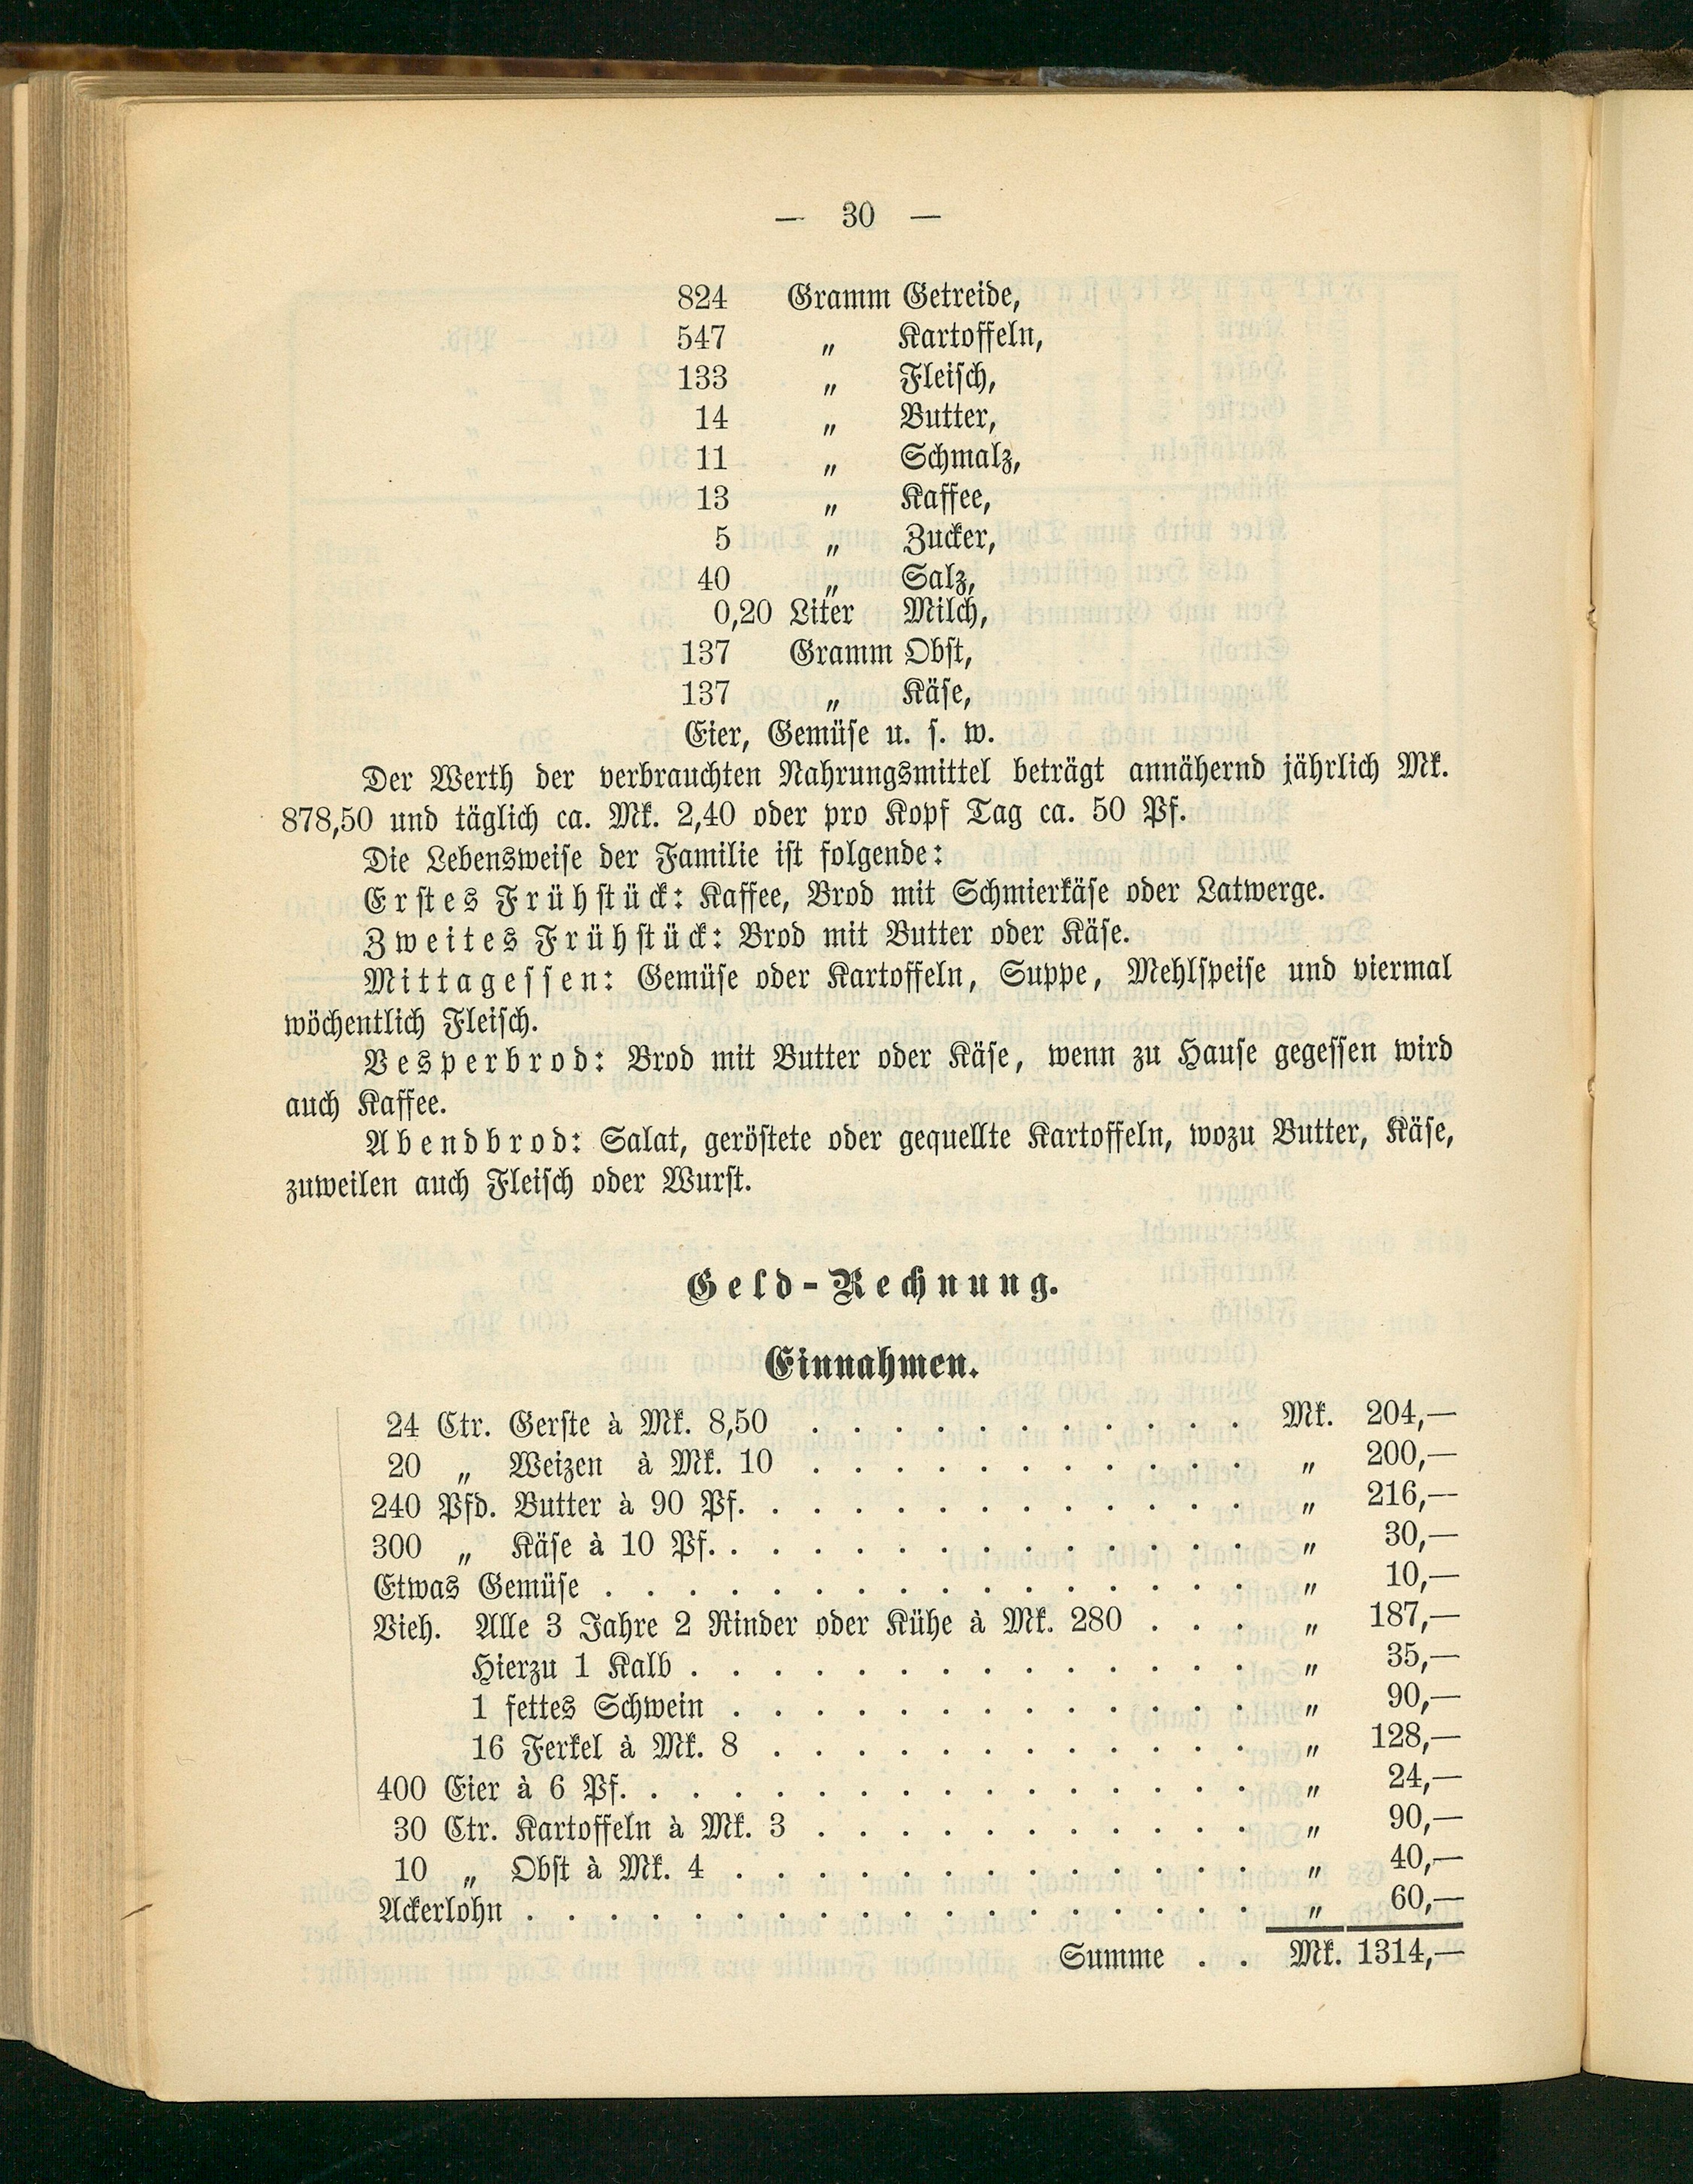 — 30 —
824 Gramm Getreide,
547 „ Kartoffeln,
133 „ Fleisch,
14 „ Butter,
11 „ Schmalz,
13 „ Kaffee,
5 „ Zucker,
40 „ Salz,
0,20 Liter Milch,
137 Gramm Obst,
137 „ Käse,
Eier, Gemüse u. s. w.
Der Werth der verbrauchten Nahrungsmittel beträgt annähernd jährlich Mk.
878,50 und täglich ca. Mk. 2,40 oder pro Kopf Tag ca. 50 Pf.
Die Lebensweise der Familie ist folgende:
Erstes Frühstück: Kaffee, Brod mit Schmierkäse oder Latwerge.
Zweites Frühstück: Brod mit Butter oder Käse.
Mittagessen: Gemüse oder Kartoffeln, Suppe, Mehlspeise und viermal
wöchentlich Fleisch.
Vesperbrod: Brod mit Butter oder Käse, wenn zu Hause gegessen wird
auch Kaffee.
Abendbrod: Salat, geröstete oder gequellte Kartoffeln, wozu Butter, Käse,
zuweilen auch Fleisch oder Wurst.
Geld-Rechnung.
Einnahmen.
24 Ctr. Gerste à Mk. 8,50 . . . . . . . . . . . Mk. 204,—
20 „ Weizen à Mk. 10 . . . . . . . . . . . „ 200,—
240 Pfd. Butter à 90 Pf. . . . . . . . . . . . . „ 216,—
300 „ Käse à 10 Pf. . . . . . . . . . . . . . „ 30,—
Etwas Gemüse . . . . . . . . . . . . . . . . „ 10,—
Vieh. Alle 3 Jahre 2 Rinder oder Kühe à Mk. 280 . . . „ 187,—
Hierzu 1 Kalb . . . . . . . . . . . . . . „ 35,—
1 fettes Schwein . . . . . . . . . . . . . „ 90,—
16 Ferkel à Mk. 8 . . . . . . . . . . . . „ 128,—
400 Eier à 6 Pf. . . . . . . . . . . . . . . . „ 24,—
30 Ctr. Kartoffeln à Mk. 3 . . . . . . . . . . . „ 90,—
10 „ Obst à Mk. 4 . . . . . . . . . . . . . „ 40,—
Ackerlohn . . . . . . . . . . . . . . . . . . „ 60,—
Summe . . Mk. 1314,—